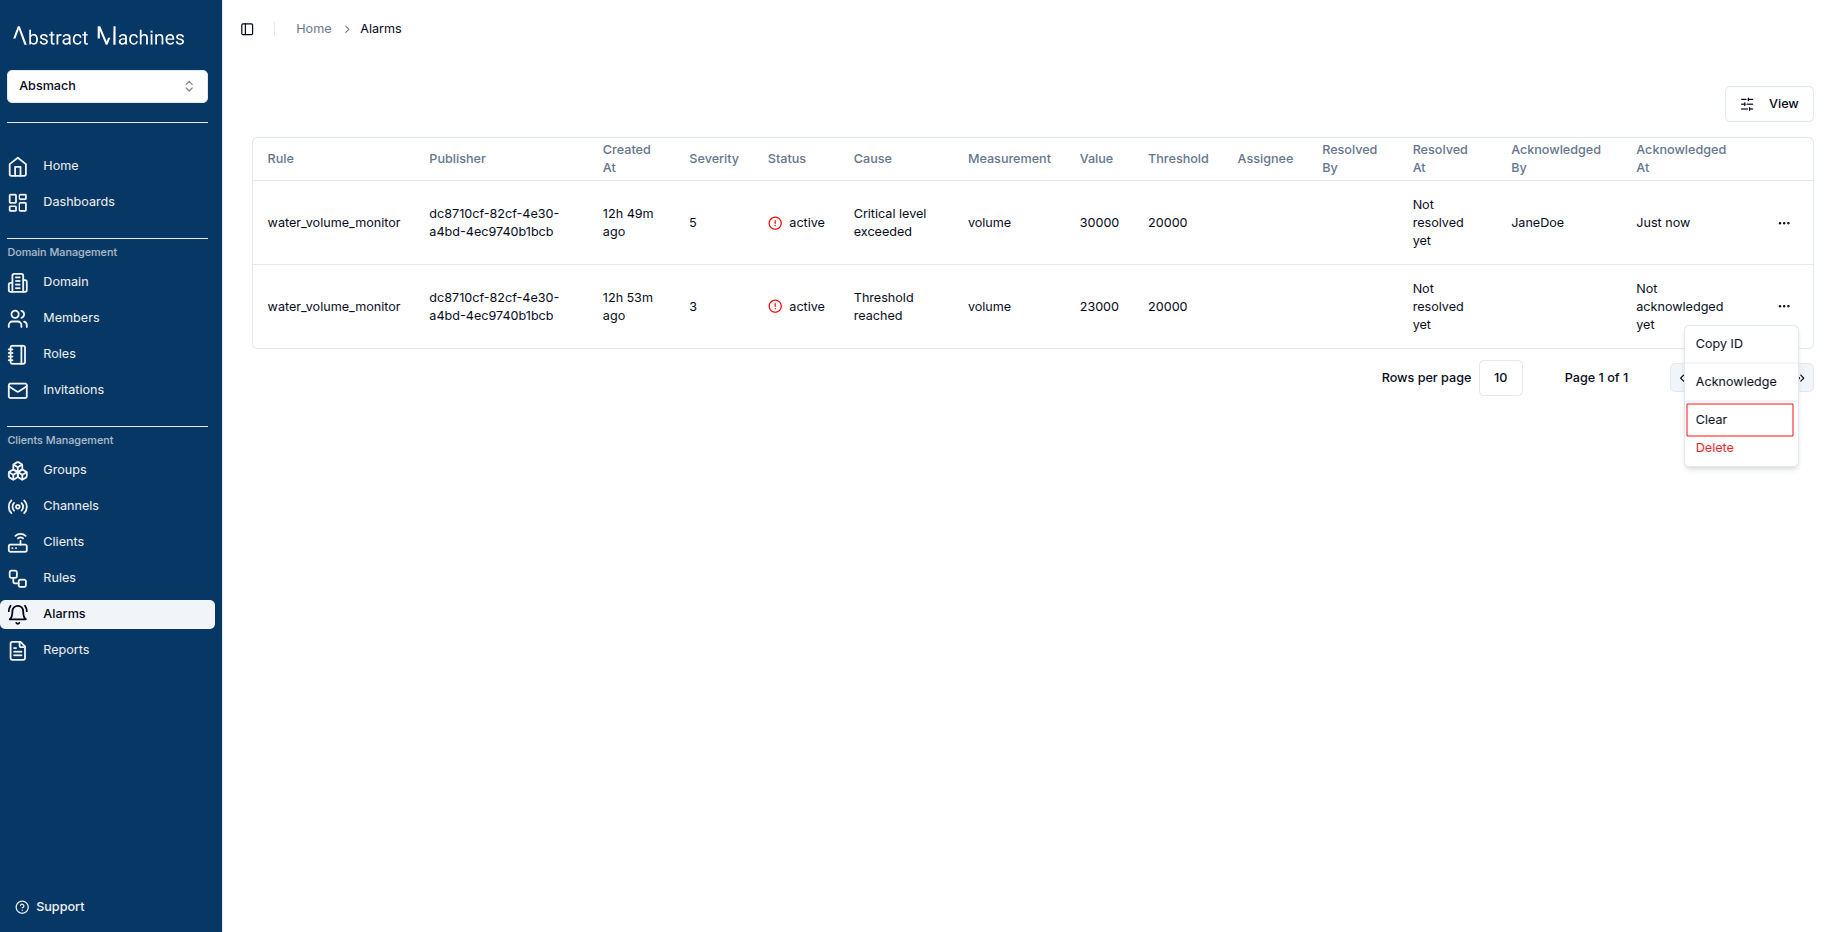 Abstract Machines
Absmach
Home
Dashboards
Domain Management
Domain
Members
Roles
Invitations
Clients Management
Groups
Channels
Clients
Rules
Alarms
Reports
Support
Home > Alarms
View
Rule Publisher Created At Severity Status Cause Measurement Value Threshold Assignee Resolved By Resolved At Acknowledged By Acknowledged At
water_volume_monitor dc8710cf-82cf-4e30-a4bd-4ec9740b1bcb 12h 49m ago 5 active Critical level exceeded volume 30000 20000 Not resolved yet JaneDoe Just now
water_volume_monitor dc8710cf-82cf-4e30-a4bd-4ec9740b1bcb 12h 53m ago 3 active Threshold reached volume 23000 20000 Not resolved yet Not acknowledged yet
Copy ID
Acknowledge
Clear
Delete
Rows per page 10 Page 1 of 1